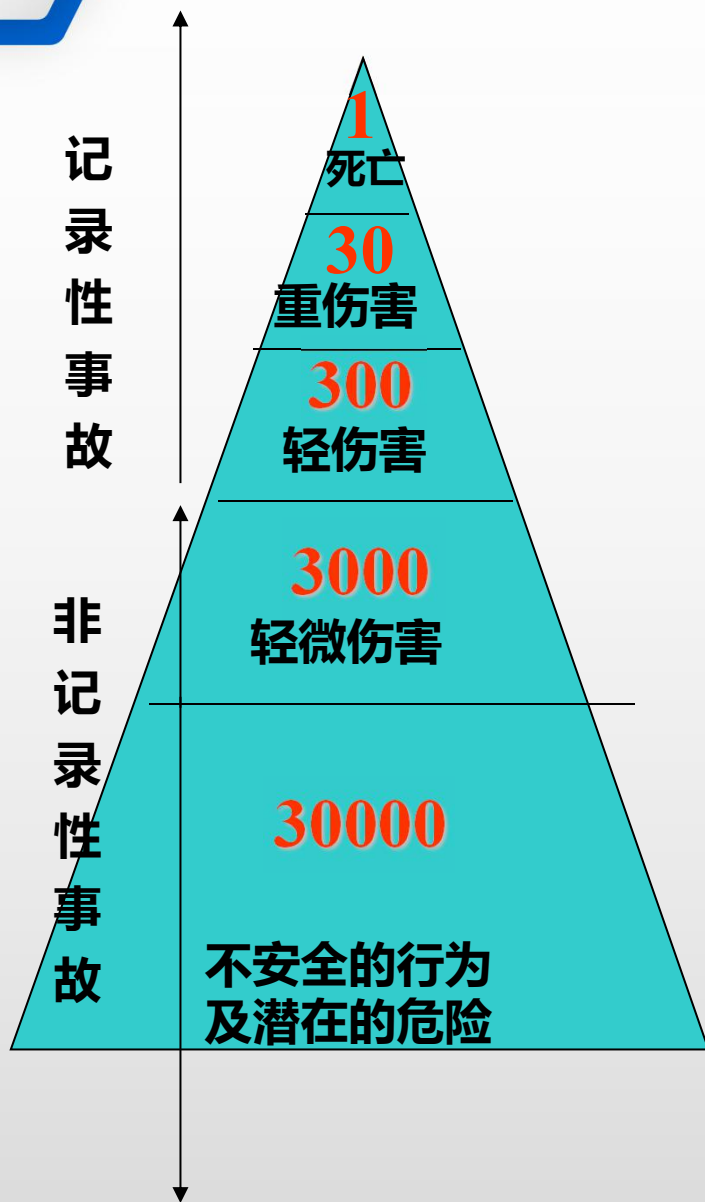 记录性事故
1
死亡
30
重伤害
300
轻伤害
非记录性事故
3000
轻微伤害
30000
不安全的行为
及潜在的危险